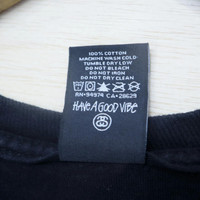 100% COTTON
MACHINE WASH COLD
TUMBLE DRY LOW
DO NOT BLEACH
DO NOT IRON
DO NOT DRY CLEAN
RN-94974 CA-28629
HAVE A GOOD VIBE